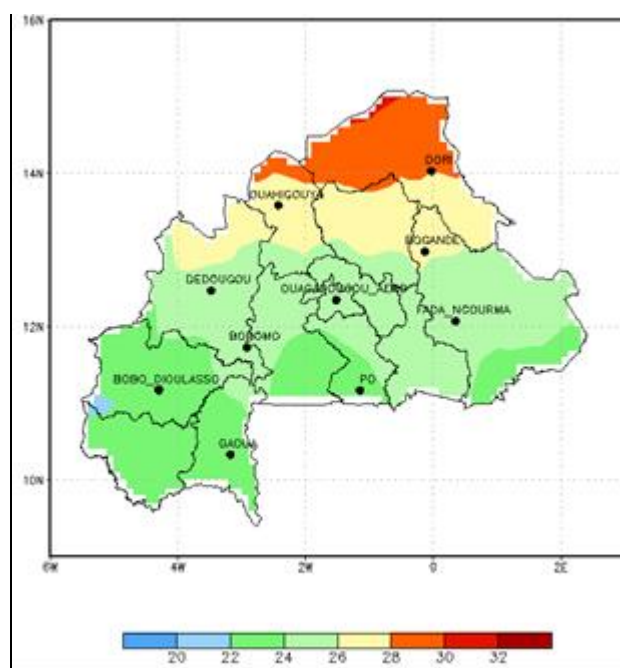 16N
14N
12N
10N
DORI
OUAHIGOUYA
BOGANDE
DEDOUGOU
OUAGADOUGOU_AERO
FADA_NGOURMA
BOROMO
BOBO_DIOULASSO
PO
GAOUA
6W 4W 2W 0 2E
20 22 24 26 28 30 32